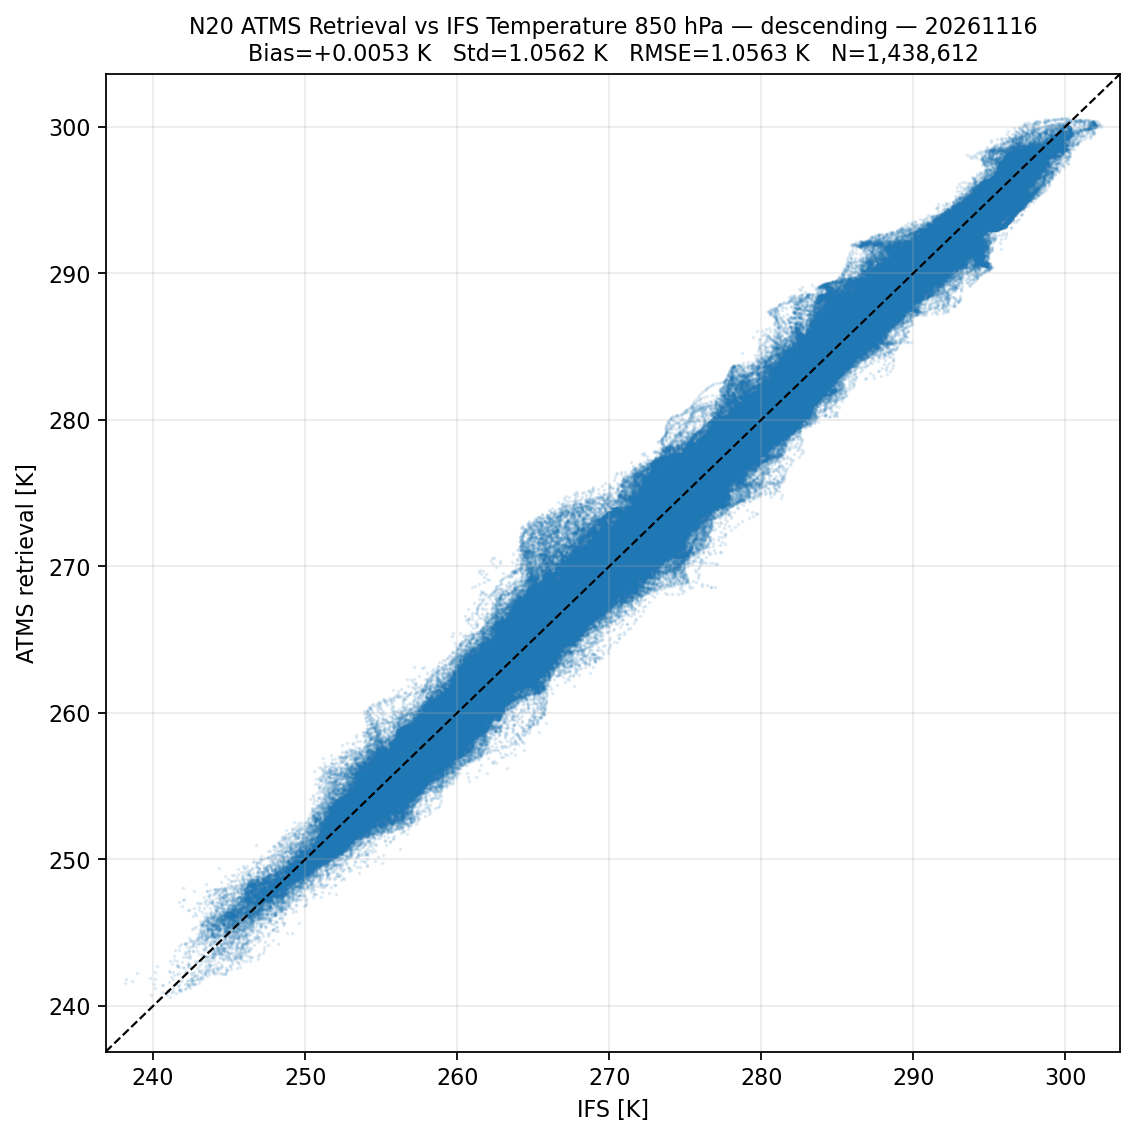 N20 ATMS Retrieval vs IFS Temperature 850 hPa — descending — 20261116
Bias=+0.0053 K   Std=1.0562 K   RMSE=1.0563 K   N=1,438,612
300
290
280
270
260
250
240
ATMS retrieval [K]
240 250 260 270 280 290 300
IFS [K]